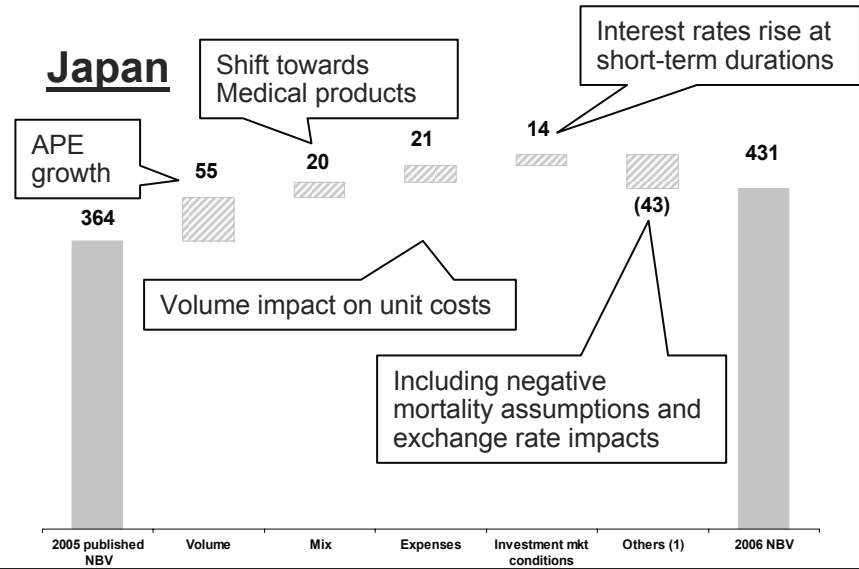 Japan
Shift towards
Medical products
Interest rates rise at
short-term durations
APE
growth
364
55
20
21
14
(43)
431
Volume impact on unit costs
Including negative
mortality assumptions and
exchange rate impacts
2005 published
NBV
Volume
Mix
Expenses
Investment mkt
conditions
Others (1)
2006 NBV